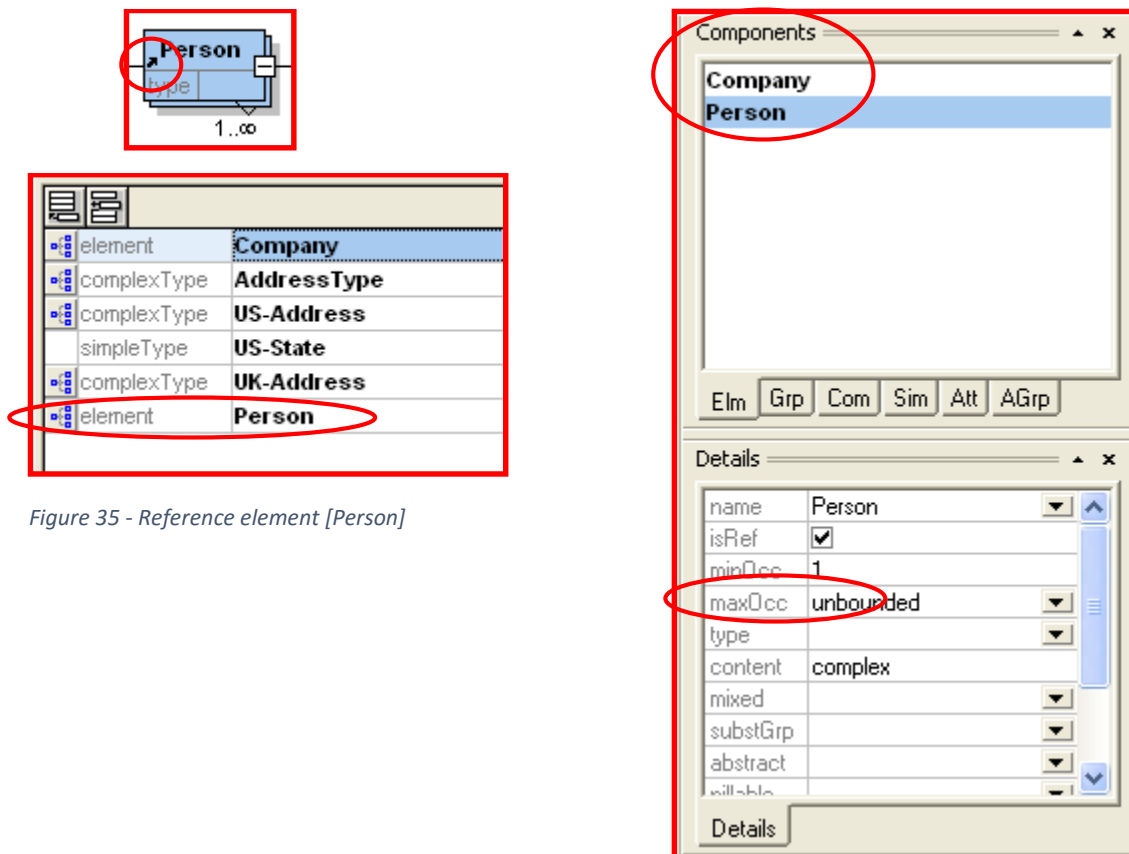 Person
type
1..∞
element Company
complexType AddressType
complexType US-Address
simpleType US-State
complexType UK-Address
element Person
Figure 35 - Reference element [Person]
Components
Company
Person
Elm Grp Com Sim Att AGrp
Details
name Person
isRef
minOcc 1
maxOcc unbounded
type
content complex
mixed
substGrp
abstract
nillable
Details